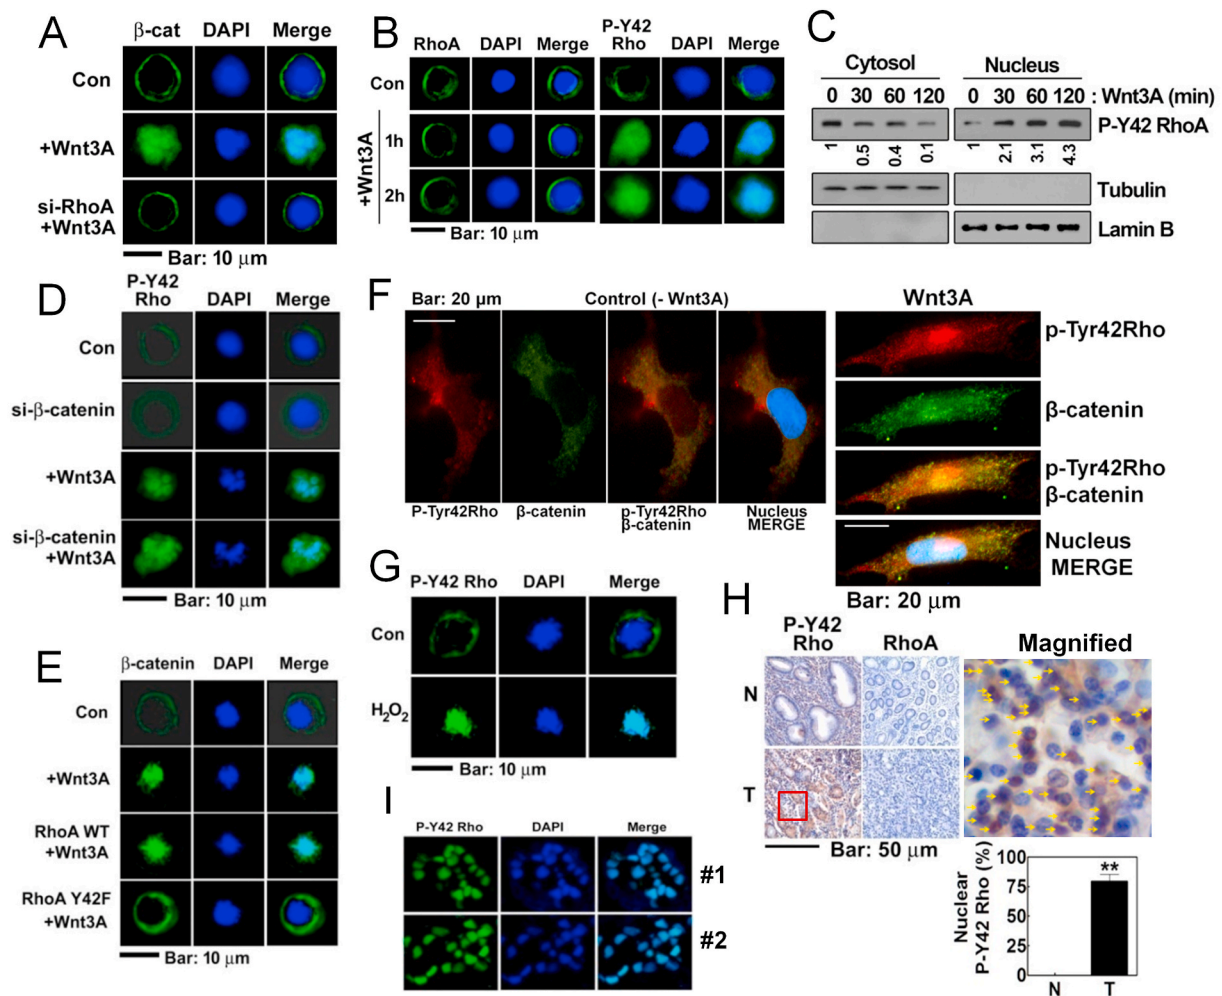 A
β-cat DAPI Merge
Con
+Wnt3A
si-RhoA
+Wnt3A
Bar: 10 μm
B
RhoA DAPI Merge P-Y42 Rho DAPI Merge
Con
+Wnt3A
1h
2h
Bar: 10 μm
C
Cytosol Nucleus
0 30 60 120 0 30 60 120 : Wnt3A (min)
P-Y42 RhoA
1 0.5 0.4 0.1 1 2.1 3.1 4.3
Tubulin
Lamin B
D
P-Y42
Rho DAPI Merge
Con
si-β-catenin
+Wnt3A
si-β-catenin
+Wnt3A
Bar: 10 μm
E
β-catenin DAPI Merge
Con
+Wnt3A
RhoA WT
+Wnt3A
RhoA Y42F
+Wnt3A
Bar: 10 μm
F
Bar: 20 μm Control (- Wnt3A)
P-Tyr42Rho β-catenin p-Tyr42Rho Nucleus
β-catenin MERGE
Wnt3A
p-Tyr42Rho
β-catenin
p-Tyr42Rho
β-catenin
Nucleus
MERGE
Bar: 20 μm
G
P-Y42 Rho DAPI Merge
Con
H₂O₂
Bar: 10 μm
H
P-Y42
Rho RhoA Magnified
N
T
Bar: 50 μm
Nuclear
P-Y42 Rho (%)
100
75
50
25
0
**
N T
I
P-Y42 Rho DAPI Merge
#1
#2